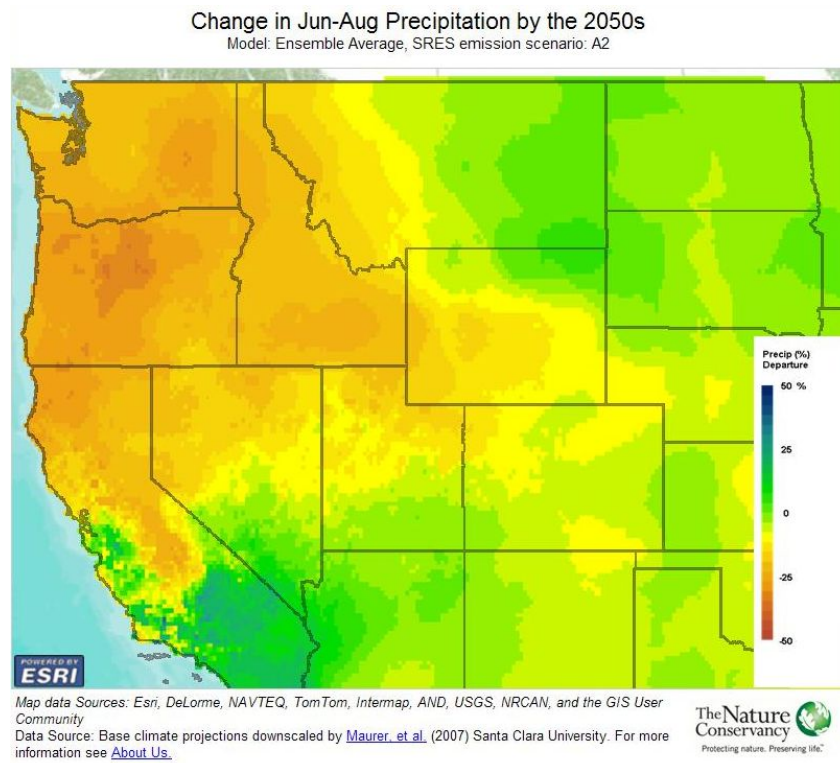 Change in Jun-Aug Precipitation by the 2050s
Model: Ensemble Average, SRES emission scenario: A2
Precip (%)
Departure
50 %
25
0
-25
-50
POWERED BY
ESRI
Map data Sources: Esri, DeLorme, NAVTEQ, TomTom, Intermap, AND, USGS, NRCAN, and the GIS User
Community
Data Source: Base climate projections downscaled by Maurer, et al. (2007) Santa Clara University. For more
information see About Us.
The Nature
Conservancy
Protecting nature. Preserving life.™